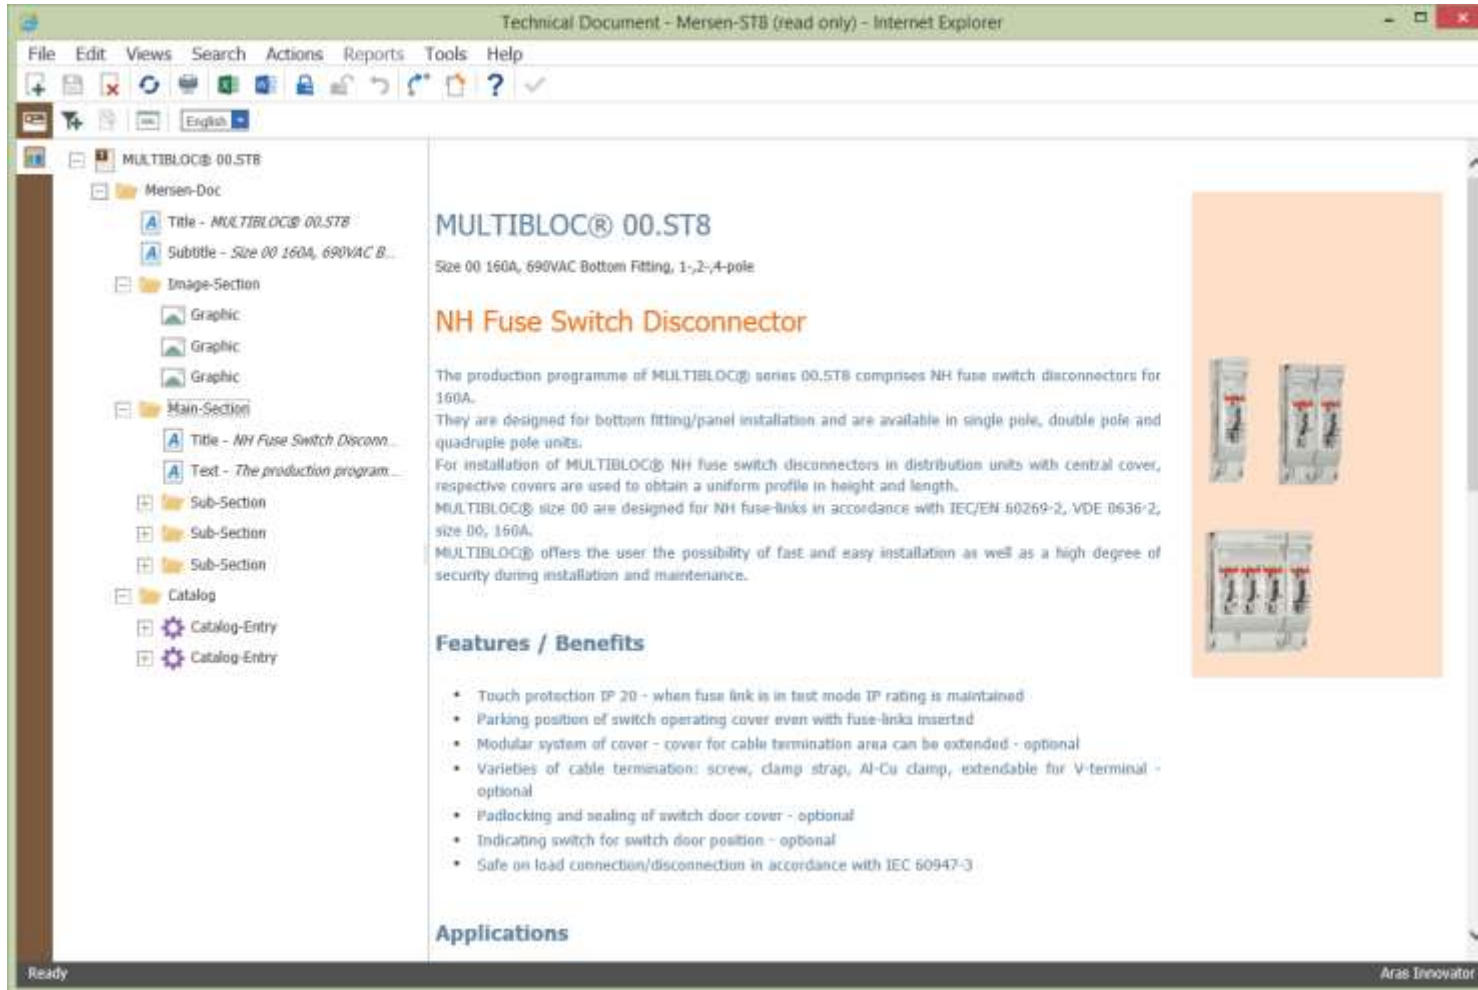 Technical Document - Mersen-ST8 (read only) - Internet Explorer
File Edit Views Search Actions Reports Tools Help
English
MULTIBLOC® 00.ST8
Mersen-Doc
Title - MULTIBLOC® 00.ST8
Subtitle - Size 00 160A, 690VAC B...
Image-Section
Graphic
Graphic
Graphic
Main-Section
Title - NH Fuse Switch Disconn...
Text - The production program...
Sub-Section
Sub-Section
Sub-Section
Catalog
Catalog-Entry
Catalog-Entry
MULTIBLOC® 00.ST8
Size 00 160A, 690VAC Bottom Fitting, 1-,2-,4-pole
NH Fuse Switch Disconnector
The production programme of MULTIBLOC® series 00.ST8 comprises NH fuse switch disconnectors for
160A.
They are designed for bottom fitting/panel installation and are available in single pole, double pole and
quadruple pole units.
For installation of MULTIBLOC® NH fuse switch disconnectors in distribution units with central cover,
respective covers are used to obtain a uniform profile in height and length.
MULTIBLOC® size 00 are designed for NH fuse-links in accordance with IEC/EN 60269-2, VDE 0636-2,
size 00, 160A.
MULTIBLOC® offers the user the possibility of fast and easy installation as well as a high degree of
security during installation and maintenance.
Features / Benefits
• Touch protection IP 20 - when fuse link is in test mode IP rating is maintained
• Parking position of switch operating cover even with fuse-links inserted
• Modular system of cover - cover for cable termination area can be extended - optional
• Varieties of cable termination: screw, clamp strap, Al-Cu clamp, extendable for V-terminal -
optional
• Padlocking and sealing of switch door cover - optional
• Indicating switch for switch door position - optional
• Safe on load connection/disconnection in accordance with IEC 60947-3
Applications
Ready
Aras Innovator